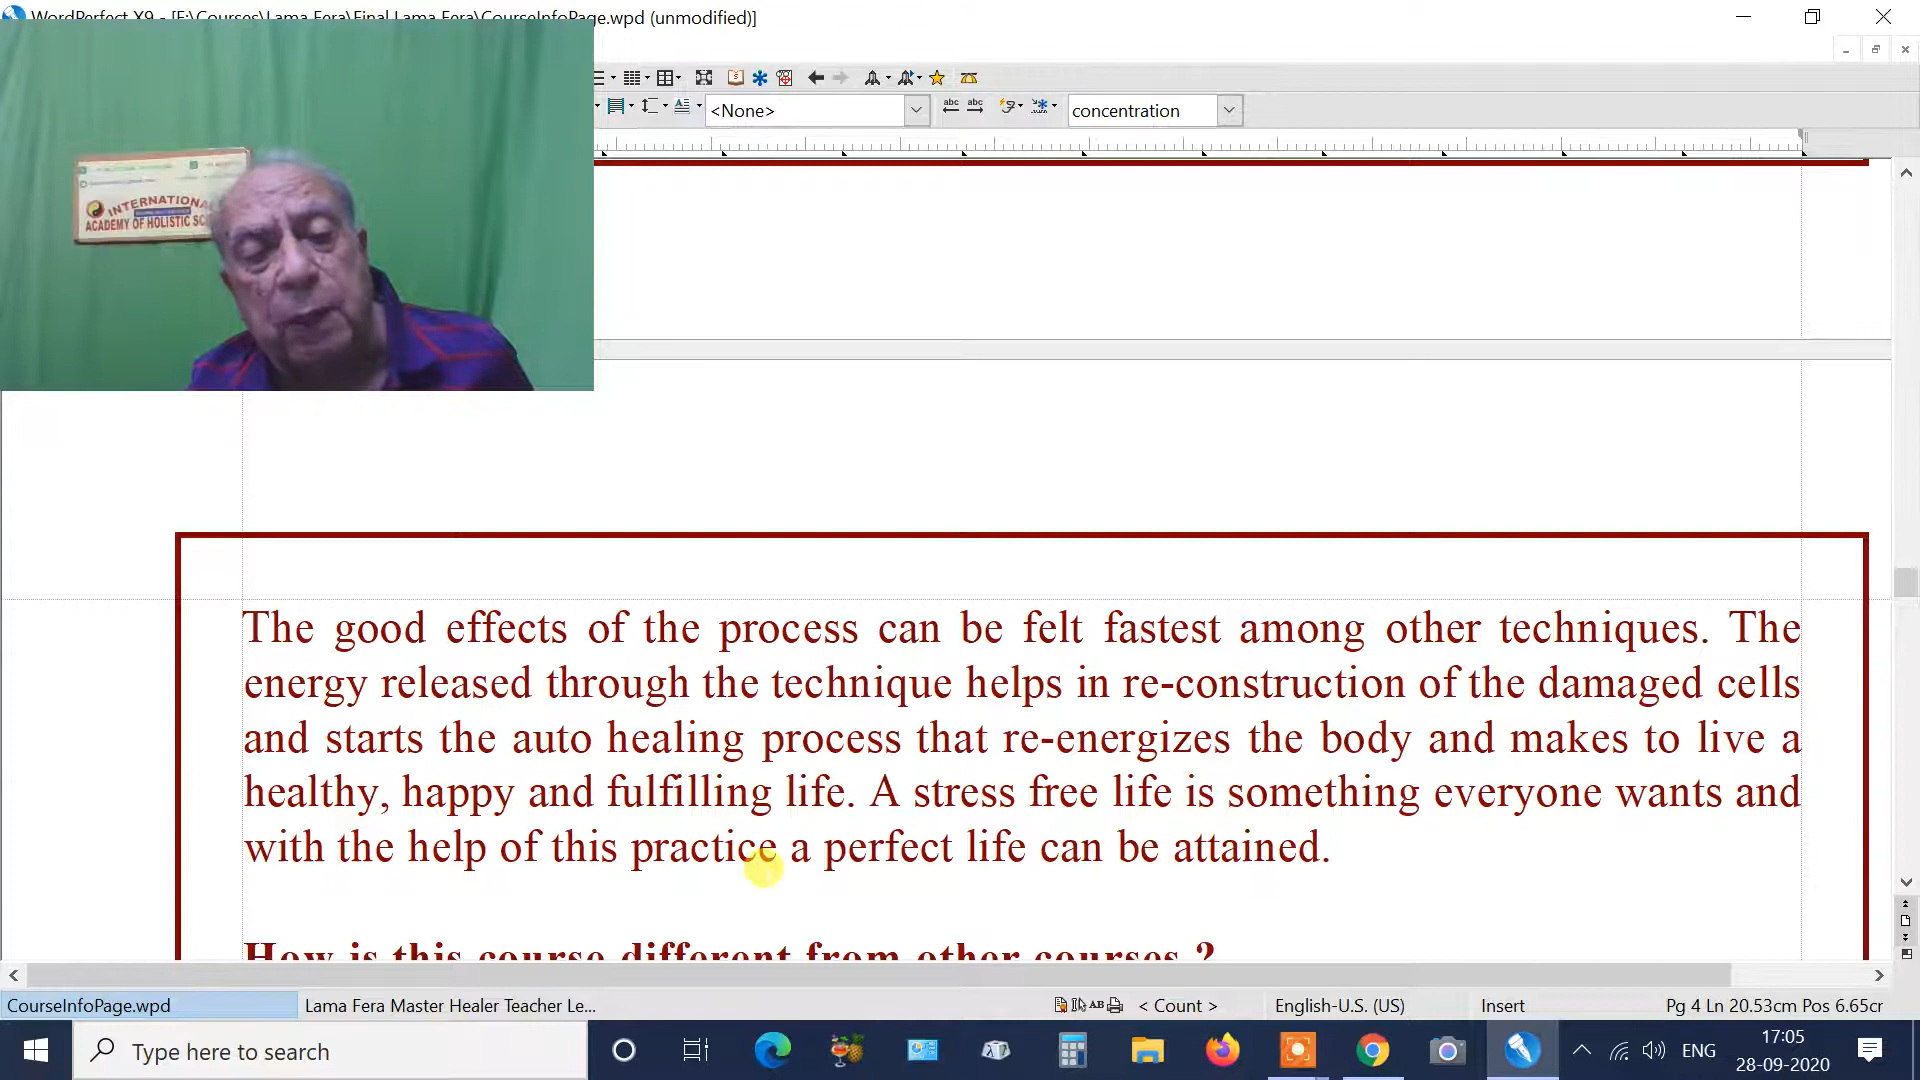 WordPerfect X9 - [E:\Courses\Lama Fera\Final Lama Fera\CourseInfoPage.wpd (unmodified)]
<None>
abc abc
concentration
INTERNATIONAL
ACADEMY OF HOLISTIC
The good effects of the process can be felt fastest among other techniques. The
energy released through the technique helps in re-construction of the damaged cells
and starts the auto healing process that re-energizes the body and makes to live a
healthy, happy and fulfilling life. A stress free life is something everyone wants and
with the help of this practice a perfect life can be attained.
How is this course different from other courses ?
CourseInfoPage.wpd
Lama Fera Master Healer Teacher Le...
AB
< Count >
English-U.S. (US)
Insert
Pg 4 Ln 20.53cm Pos 6.65cm
Type here to search
ENG
17:05
28-09-2020